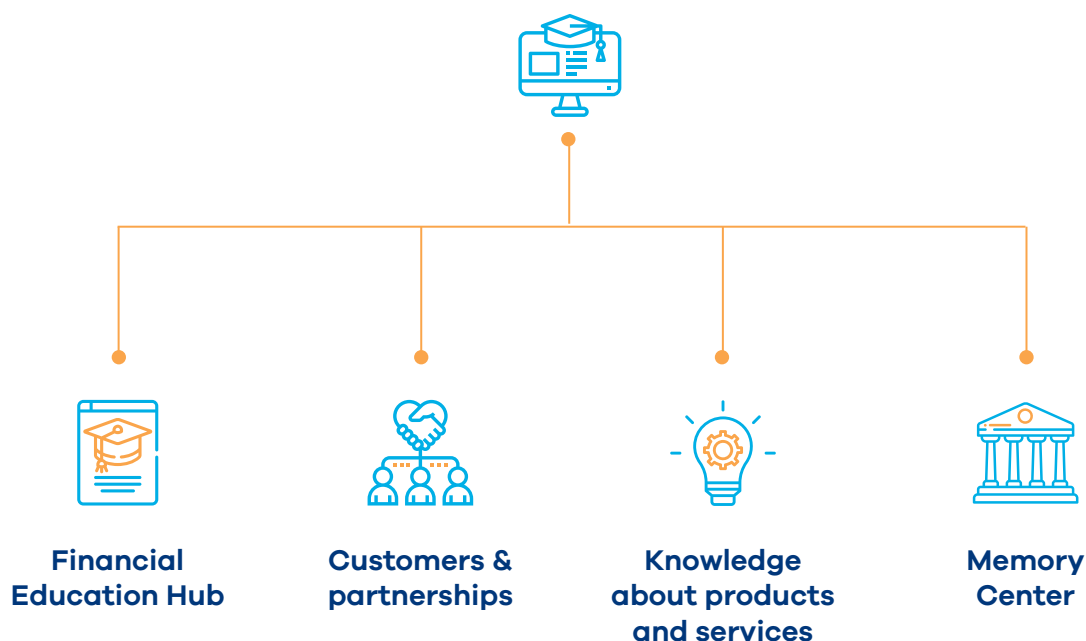 Financial
Education Hub
Customers &
partnerships
Knowledge
about products
and services
Memory
Center